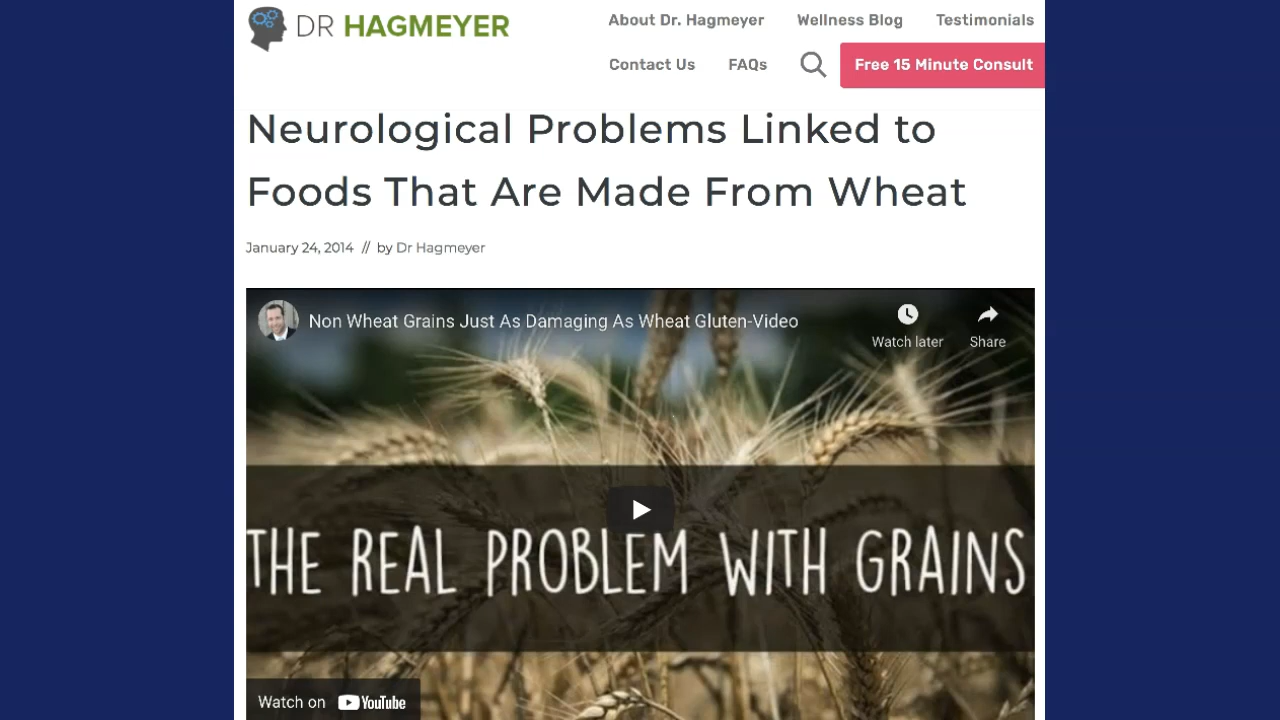 DR HAGMEYER
About Dr. Hagmeyer Wellness Blog Testimonials
Contact Us FAQs Free 15 Minute Consult
Neurological Problems Linked to
Foods That Are Made From Wheat
January 24, 2014 // by Dr Hagmeyer
Non Wheat Grains Just As Damaging As Wheat Gluten-Video
Watch later Share
THE REAL PROBLEM WITH GRAINS
Watch on YouTube